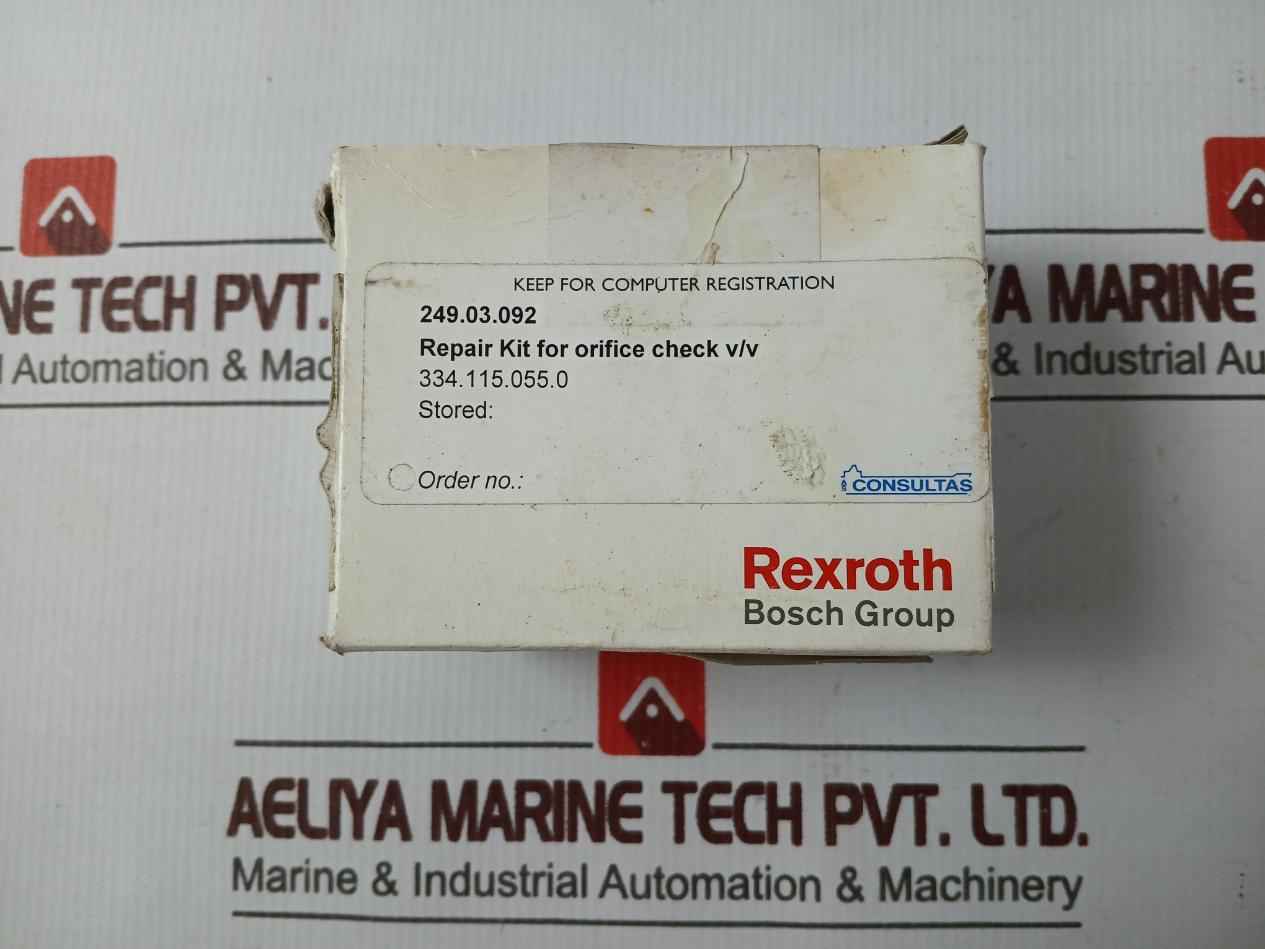 NE TECH PVT.
Automation & Mac
A MARINE
& Industrial Au
KEEP FOR COMPUTER REGISTRATION
249.03.092
Repair Kit for orifice check v/v
334.115.055.0
Stored:
Order no.:
CONSULTAS
Rexroth
Bosch Group
AELIYA MARINE TECH PVT. LTD.
Marine & Industrial Automation & Machinery